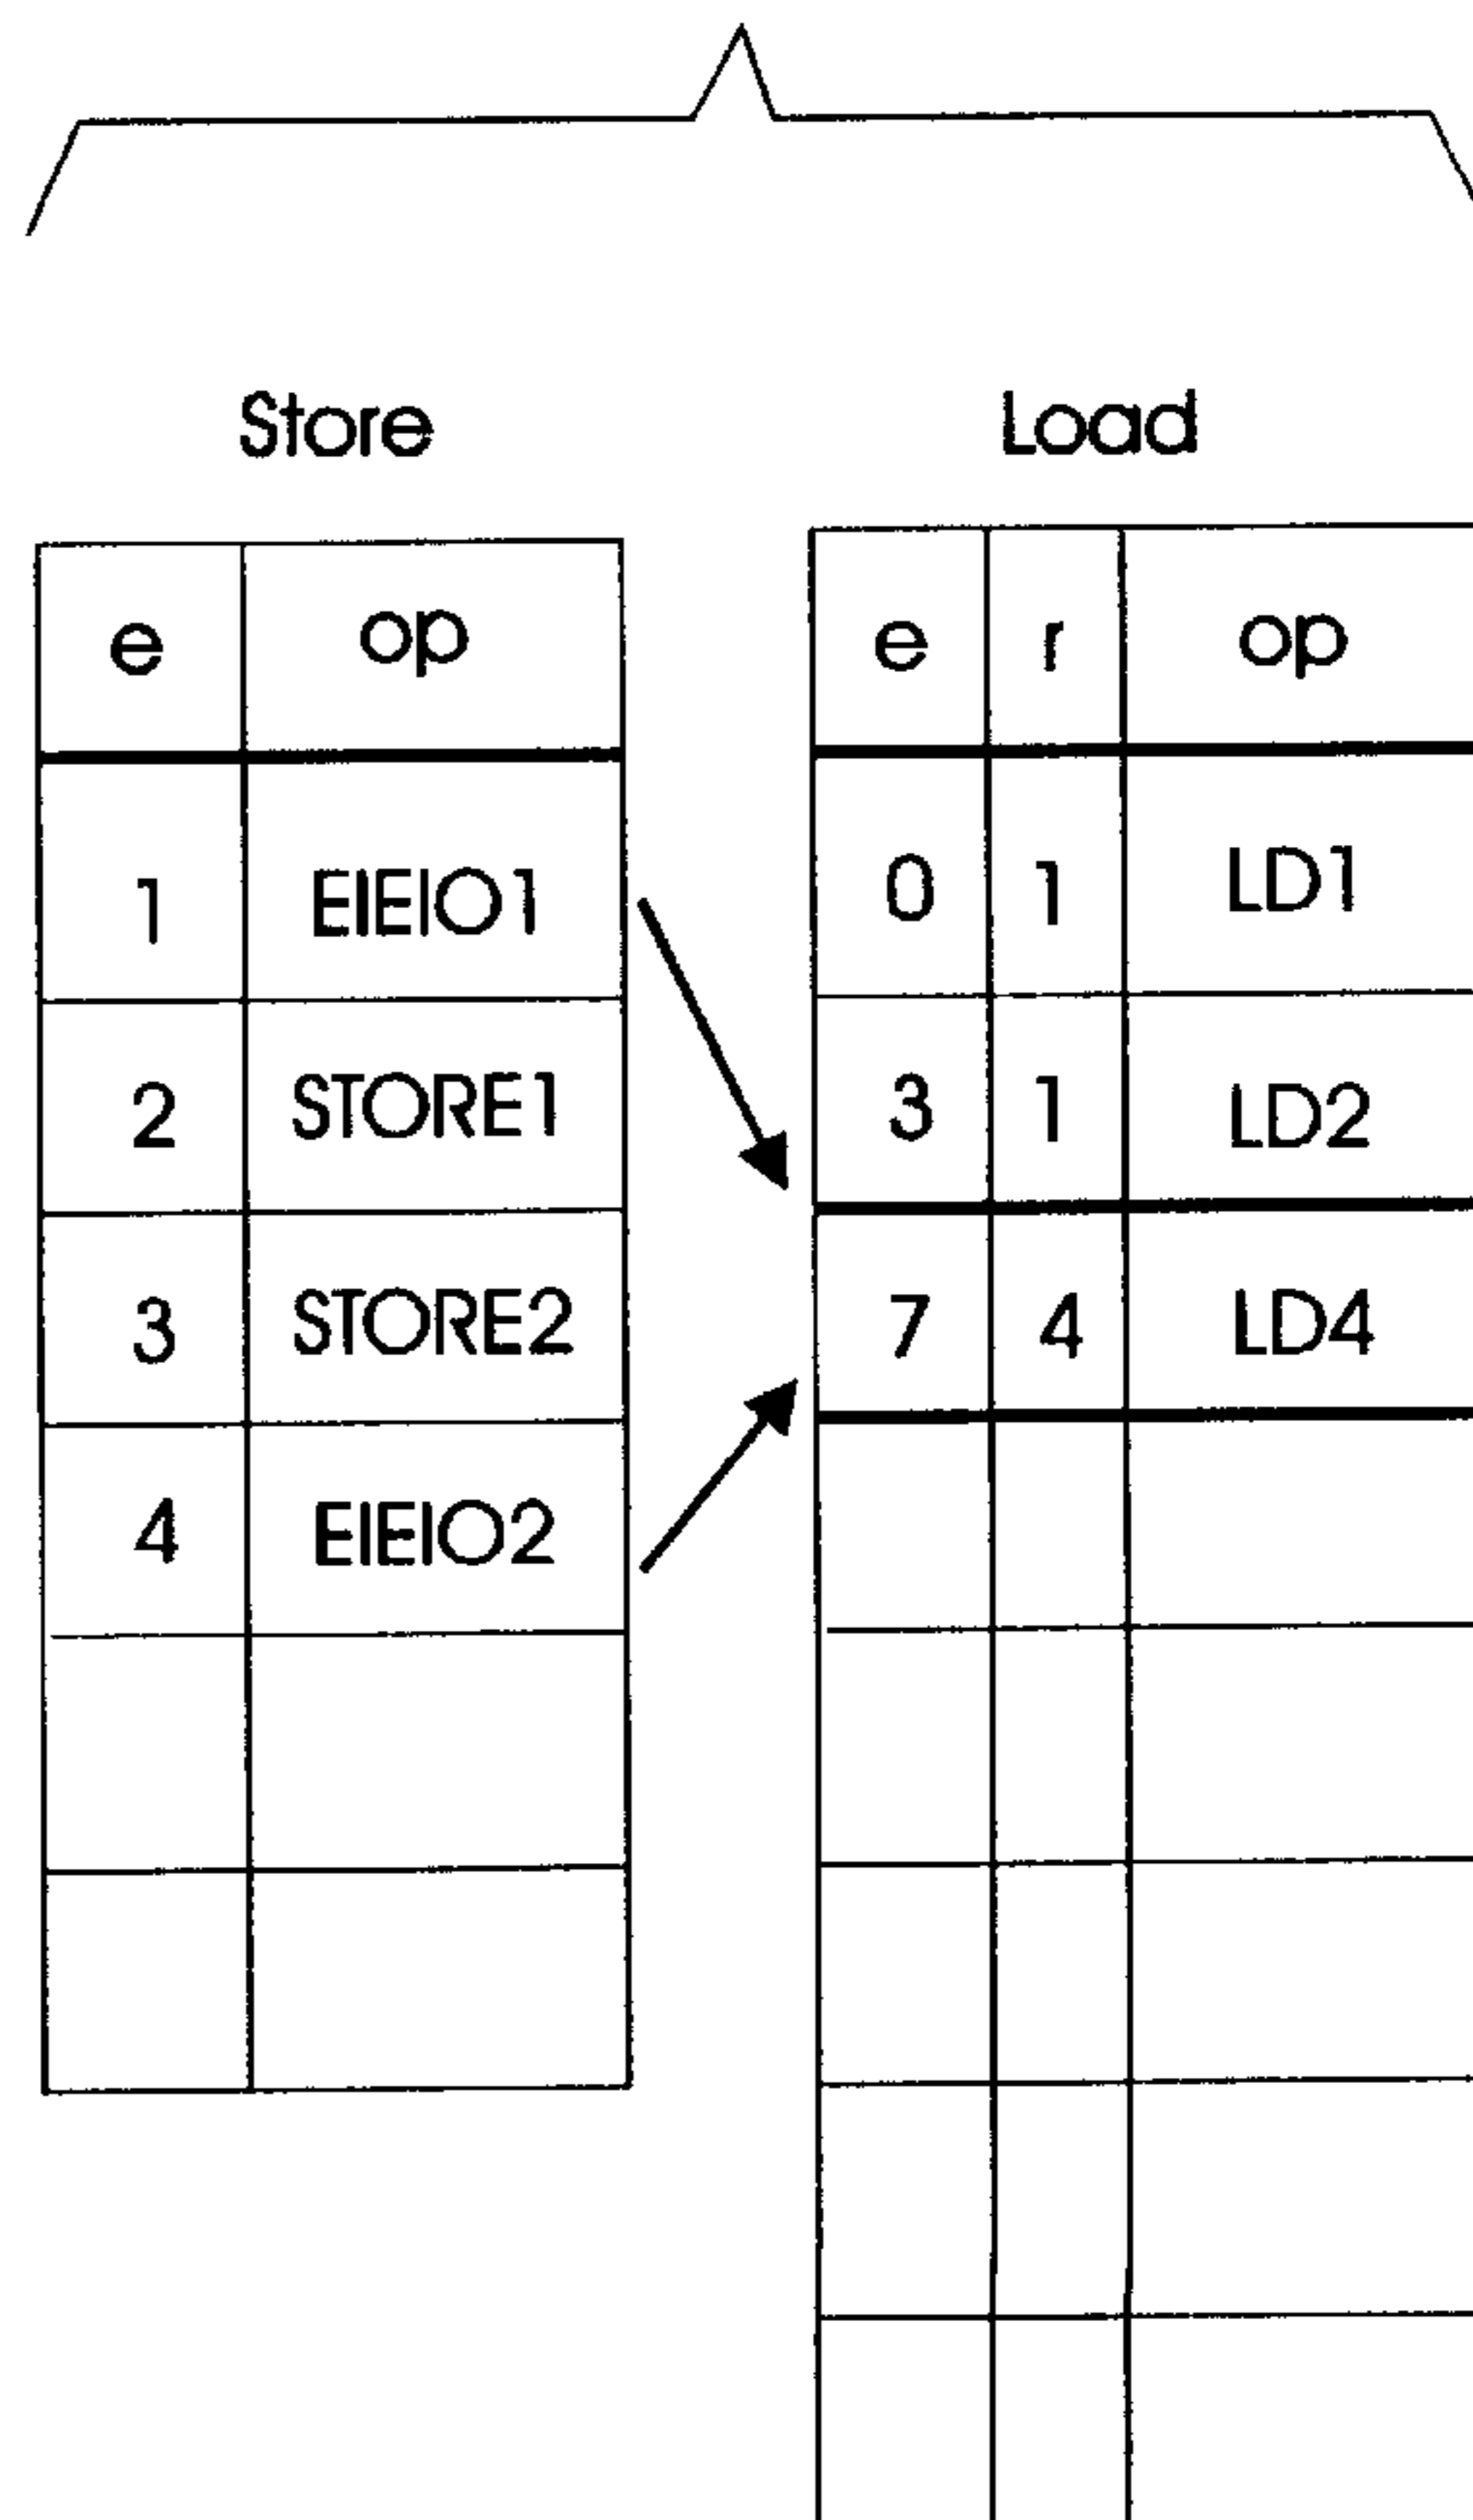 Store Load
e op e r op
1 EIEIO1 0 1 LD1
2 STORE1 3 1 LD2
3 STORE2 7 4 LD4
4 EIEIO2